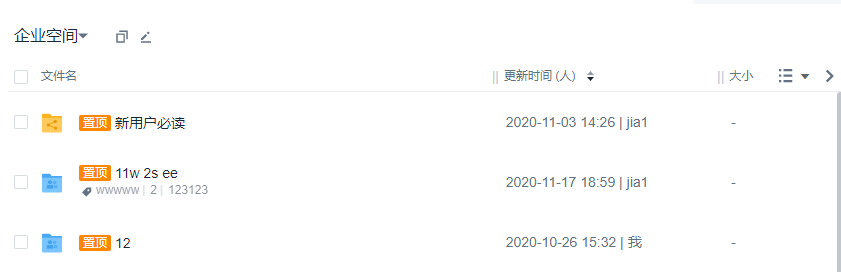 企业空间
文件名 更新时间 (人) 大小
置顶 新用户必读 2020-11-03 14:26 | jia1 -
置顶 11w 2s ee 2020-11-17 18:59 | jia1 -
wwwww | 2 | 123123
置顶 12 2020-10-26 15:32 | 我 -